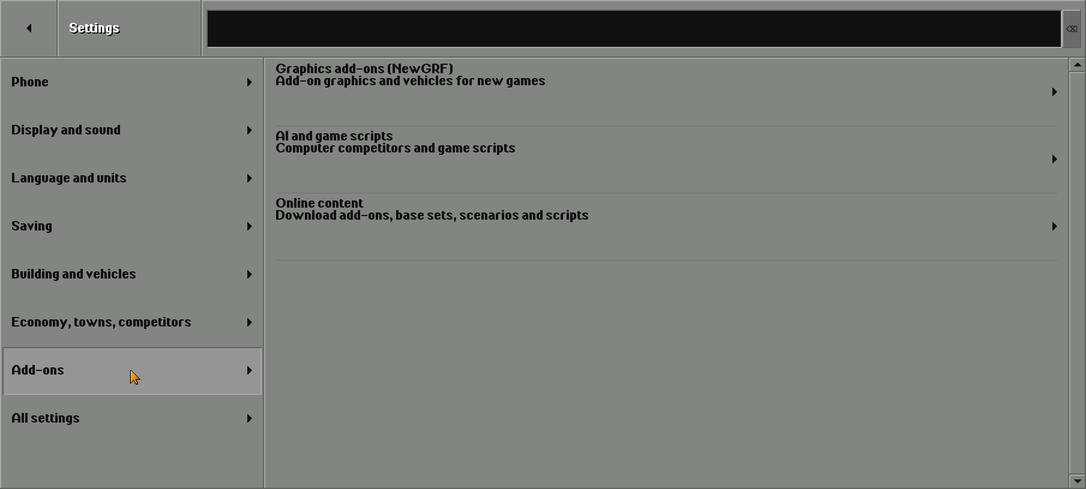 Settings
Phone
Display and sound
Language and units
Saving
Building and vehicles
Economy, towns, competitors
Add-ons
All settings
Graphics add-ons (NewGRF)
Add-on graphics and vehicles for new games
AI and game scripts
Computer competitors and game scripts
Online content
Download add-ons, base sets, scenarios and scripts